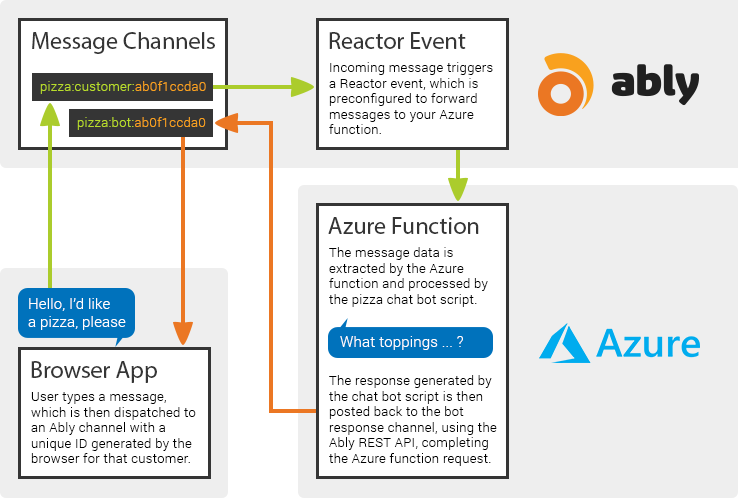 Message Channels
pizza:customer:ab0f1ccda0
pizza:bot:ab0f1ccda0
Reactor Event
Incoming message triggers
a Reactor event, which is
preconfigured to forward
messages to your Azure
function.
ably
Azure Function
The message data is
extracted by the Azure
function and processed by
the pizza chat bot script.
What toppings ... ?
The response generated by
the chat bot script is then
posted back to the bot
response channel, using the
Ably REST API, completing
the Azure function request.
Azure
Hello, I'd like
a pizza, please
Browser App
User types a message,
which is then dispatched to
an Ably channel with a
unique ID generated by the
browser for that customer.